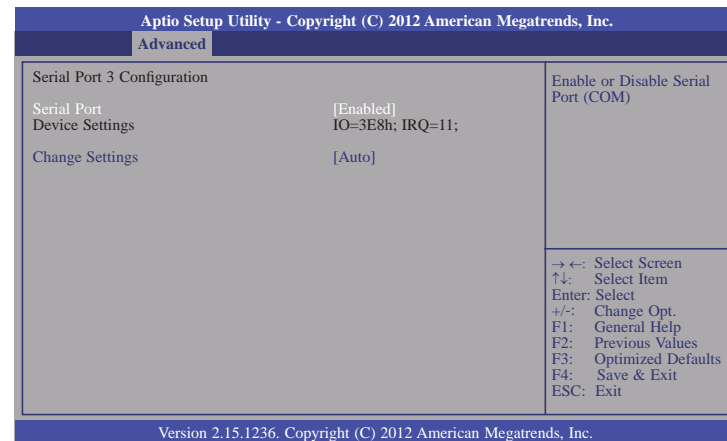 Aptio Setup Utility - Copyright (C) 2012 American Megatrends, Inc.
Advanced
Serial Port 3 Configuration
Serial Port [Enabled]
Device Settings IO=3E8h; IRQ=11;
Change Settings [Auto]
Enable or Disable Serial
Port (COM)
→←: Select Screen
↑↓: Select Item
Enter: Select
+/-: Change Opt.
F1: General Help
F2: Previous Values
F3: Optimized Defaults
F4: Save & Exit
ESC: Exit
Version 2.15.1236. Copyright (C) 2012 American Megatrends, Inc.